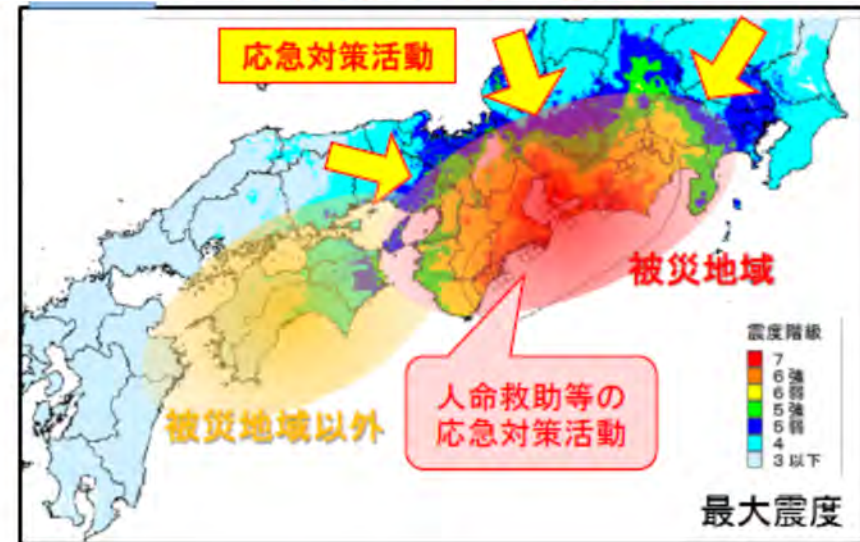 応急対策活動
被災地域
被災地域以外
人命救助等の
応急対策活動
震度階級
7
6強
6弱
5強
5弱
4
3以下
最大震度